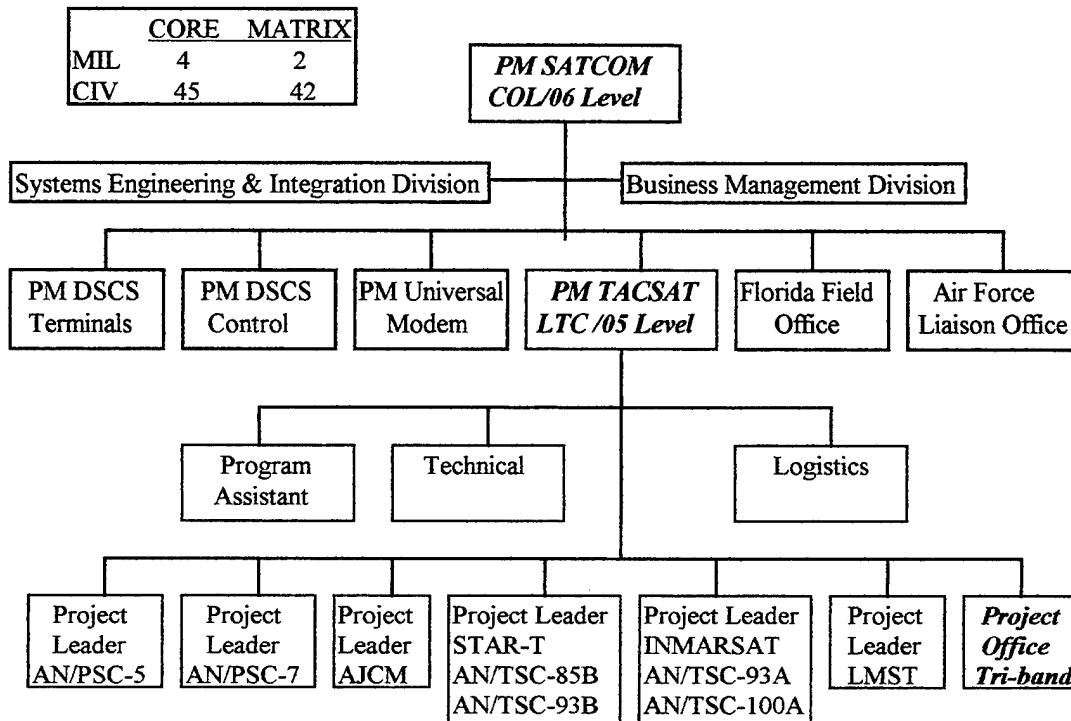 CORE MATRIX
MIL 4 2
CIV 45 42
PM SATCOM
COL/06 Level
Systems Engineering & Integration Division
Business Management Division
PM DSCS
Terminals
PM DSCS
Control
PM Universal
Modem
PM TACSAT
LTC /05 Level
Florida Field
Office
Air Force
Liaison Office
Program
Assistant
Technical
Logistics
Project
Leader
AN/PSC-5
Project
Leader
AN/PSC-7
Project
Leader
AJCM
Project Leader
STAR-T
AN/TSC-85B
AN/TSC-93B
Project Leader
INMARSAT
AN/TSC-93A
AN/TSC-100A
Project
Leader
LMST
Project
Office
Tri-band